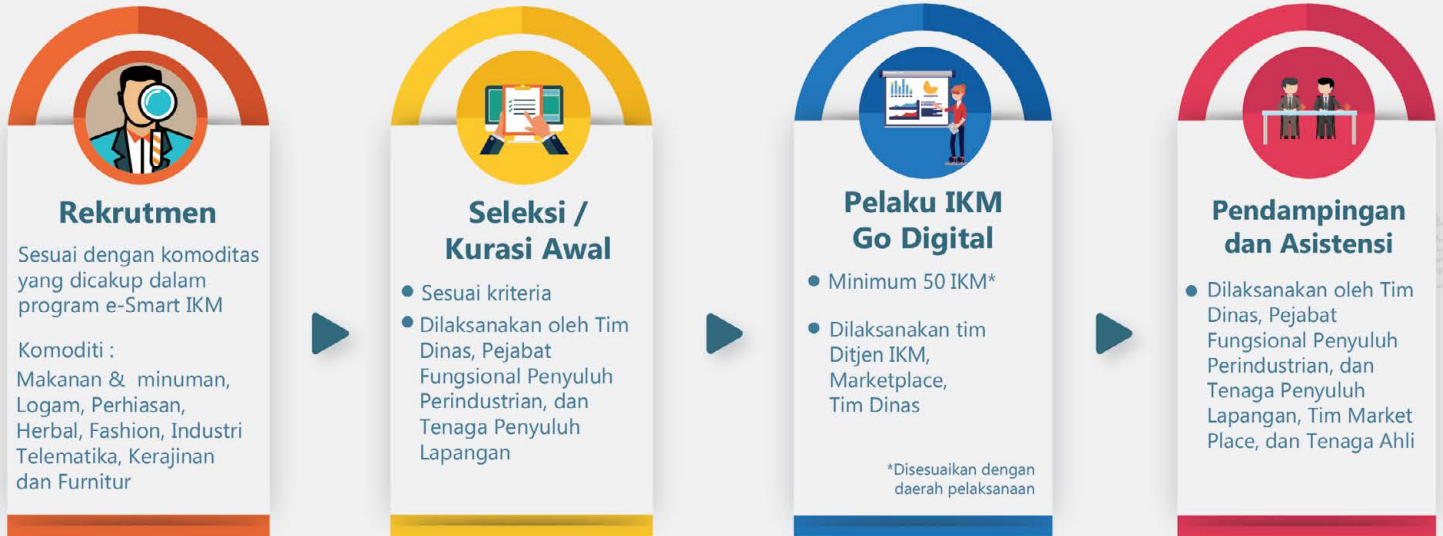 Rekrutmen
Sesuai dengan komoditas
yang dicakup dalam
program e-Smart IKM
Komoditi :
Makanan & minuman,
Logam, Perhiasan,
Herbal, Fashion, Industri
Telematika, Kerajinan
dan Furnitur
Seleksi /
Kurasi Awal
● Sesuai kriteria
● Dilaksanakan oleh Tim
Dinas, Pejabat
Fungsional Penyuluh
Perindustrian, dan
Tenaga Penyuluh
Lapangan
Pelaku IKM
Go Digital
● Minimum 50 IKM*
● Dilaksanakan tim
Ditjen IKM,
Marketplace,
Tim Dinas
*Disesuaikan dengan
daerah pelaksanaan
Pendampingan
dan Asistensi
● Dilaksanakan oleh Tim
Dinas, Pejabat
Fungsional Penyuluh
Perindustrian, dan
Tenaga Penyuluh
Lapangan, Tim Market
Place, dan Tenaga Ahli